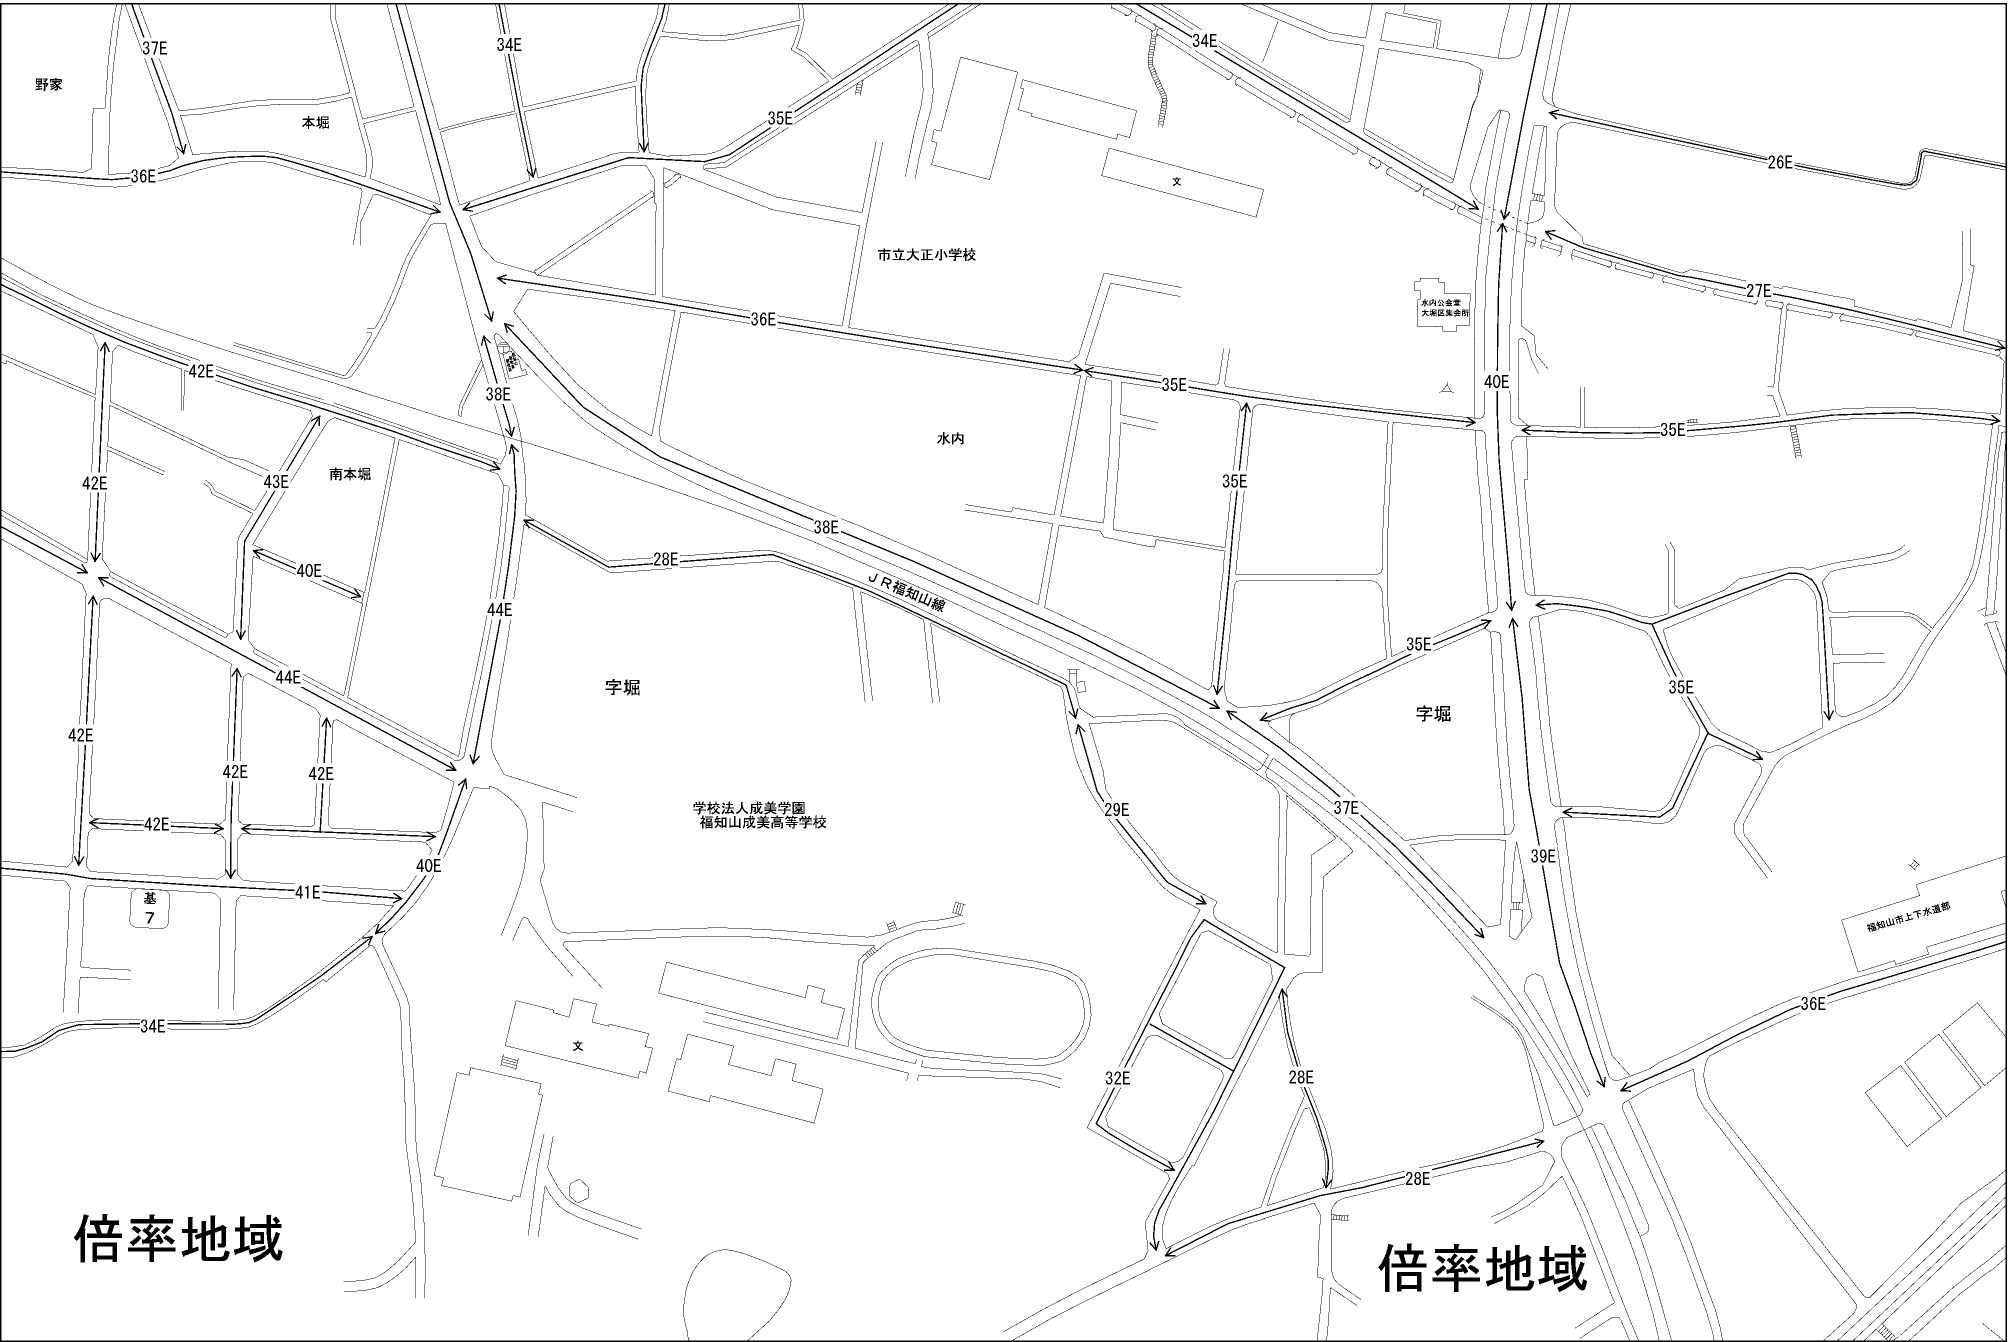 37E
34E
34E
野家
本堀
35E
36E
26E
文
市立大正小学校
水内公会堂
大堀区集会所
27E
36E
42E
38E
35E
40E
35E
水内
南本堀
43E
42E
35E
38E
28E
40E
JR福知山線
44E
35E
44E
字堀
35E
字堀
42E
42E
42E
学校法人成美学園
福知山成美高等学校
29E
37E
42E
39E
40E
41E
基
7
福知山市上下水道部
36E
34E
文
32E
28E
28E
倍率地域
倍率地域